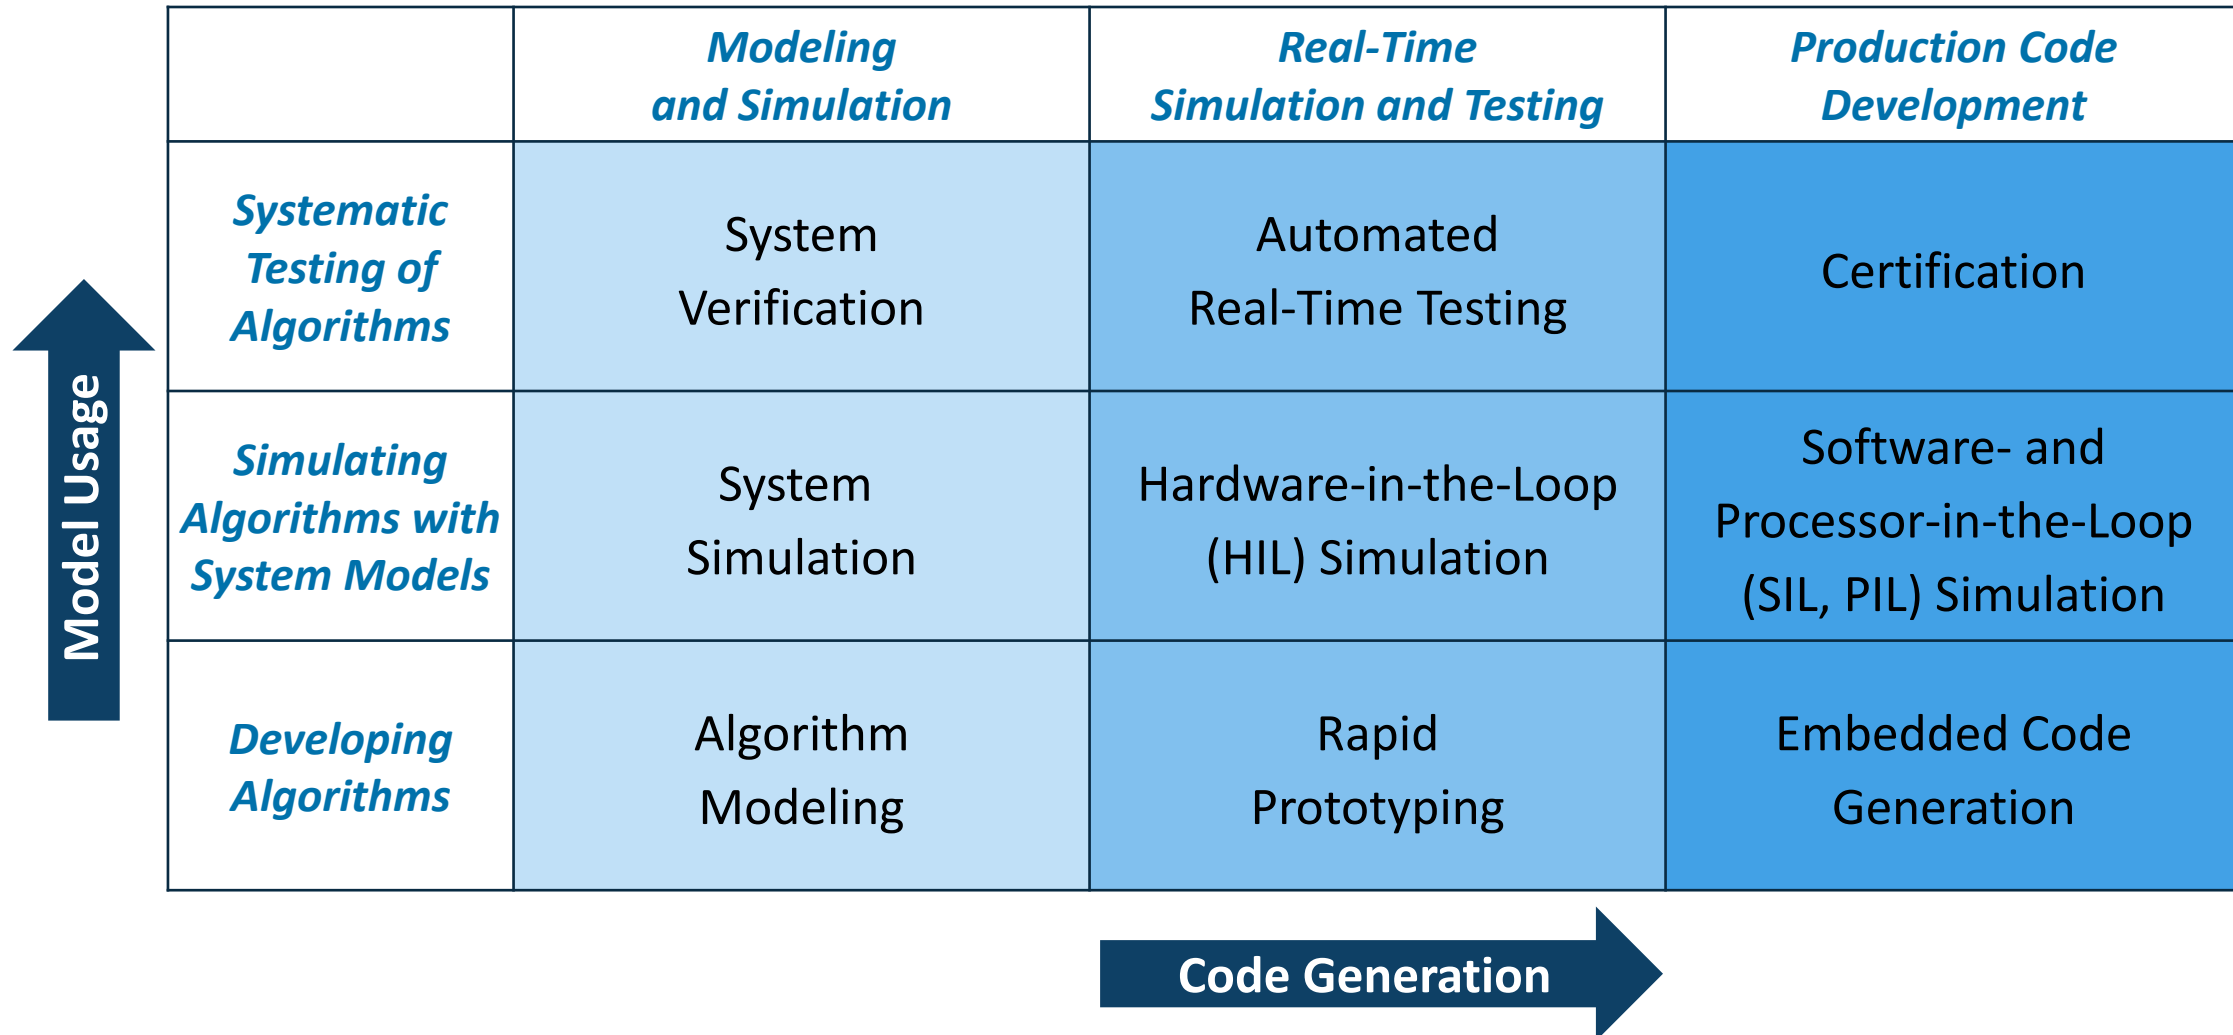 Modeling
and Simulation
Real-Time
Simulation and Testing
Production Code
Development
Systematic
Testing of
Algorithms
System
Verification
Automated
Real-Time Testing
Certification
Simulating
Algorithms with
System Models
System
Simulation
Hardware-in-the-Loop
(HIL) Simulation
Software- and
Processor-in-the-Loop
(SIL, PIL) Simulation
Developing
Algorithms
Algorithm
Modeling
Rapid
Prototyping
Embedded Code
Generation
Model Usage
Code Generation